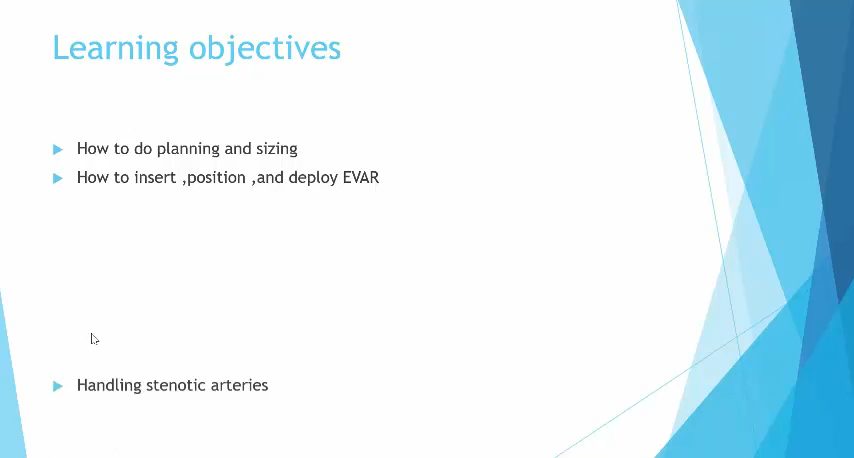 Learning objectives
How to do planning and sizing
How to insert ,position ,and deploy EVAR
Handling stenotic arteries